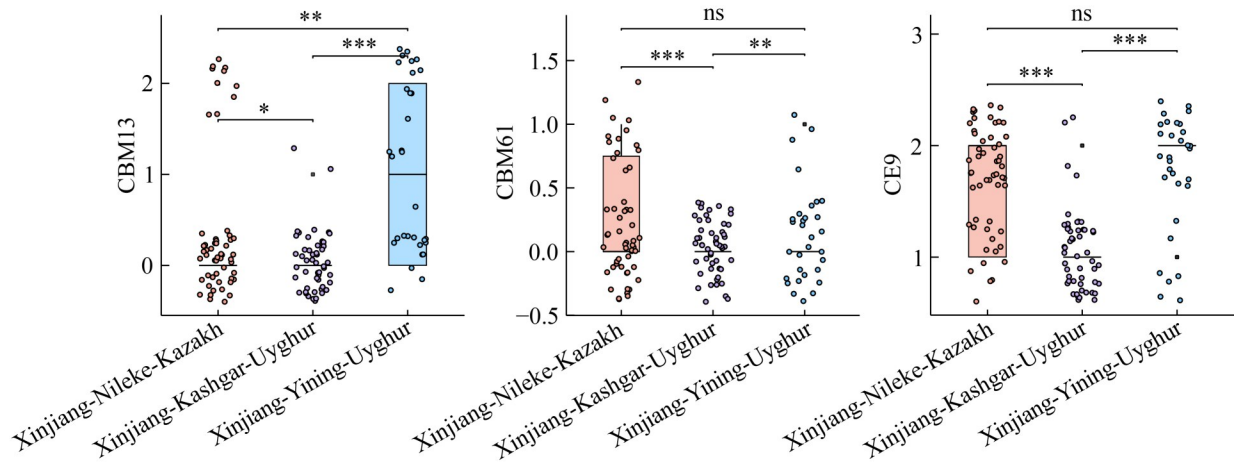 CBM13
2
1
0
**
***
*
Xinjiang-Nileke-Kazakh
Xinjiang-Kashgar-Uyghur
Xinjiang-Yining-Uyghur
CBM61
1.5
1.0
0.5
0.0
−0.5
ns
***
**
Xinjiang-Nileke-Kazakh
Xinjiang-Kashgar-Uyghur
Xinjiang-Yining-Uyghur
CE9
3
2
1
ns
***
***
Xinjiang-Nileke-Kazakh
Xinjiang-Kashgar-Uyghur
Xinjiang-Yining-Uyghur